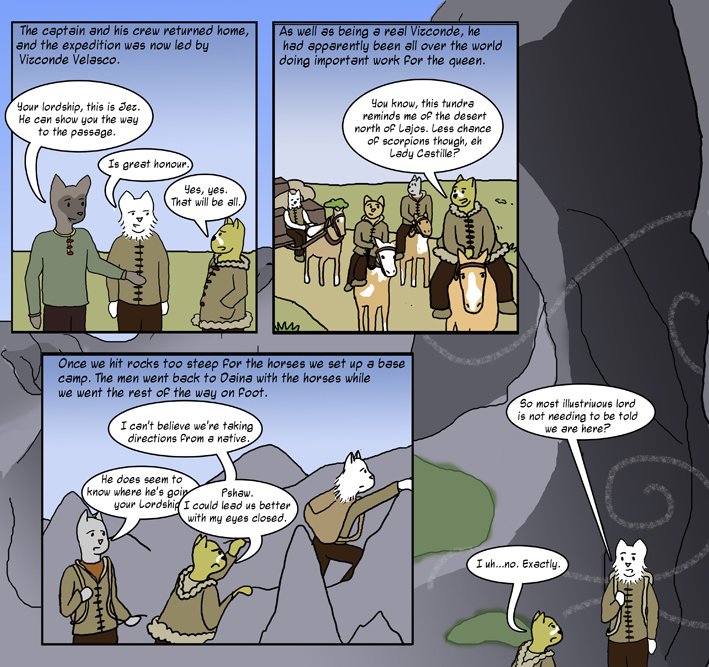 The captain and his crew returned home,
and the expedition was now led by
Vizconde Velasco.
Your lordship, this is Jez.
He can show you the way
to the passage.
Is great honour.
Yes, yes.
That will be all.
As well as being a real Vizconde, he
had apparently been all over the world
doing important work for the queen.
You know, this tundra
reminds me of the desert
north of Lajos. Less chance
of scorpions though, eh
Lady Castille?
Once we hit rocks too steep for the horses we set up a base
camp. The men went back to Daina with the horses while
we went the rest of the way on foot.
I can't believe we're taking
directions from a native.
He does seem to
know where he's goin
your Lordship
Pshaw.
I could lead us better
with my eyes closed.
So most illustriuous lord
is not needing to be told
we are here?
I uh...no. Exactly.